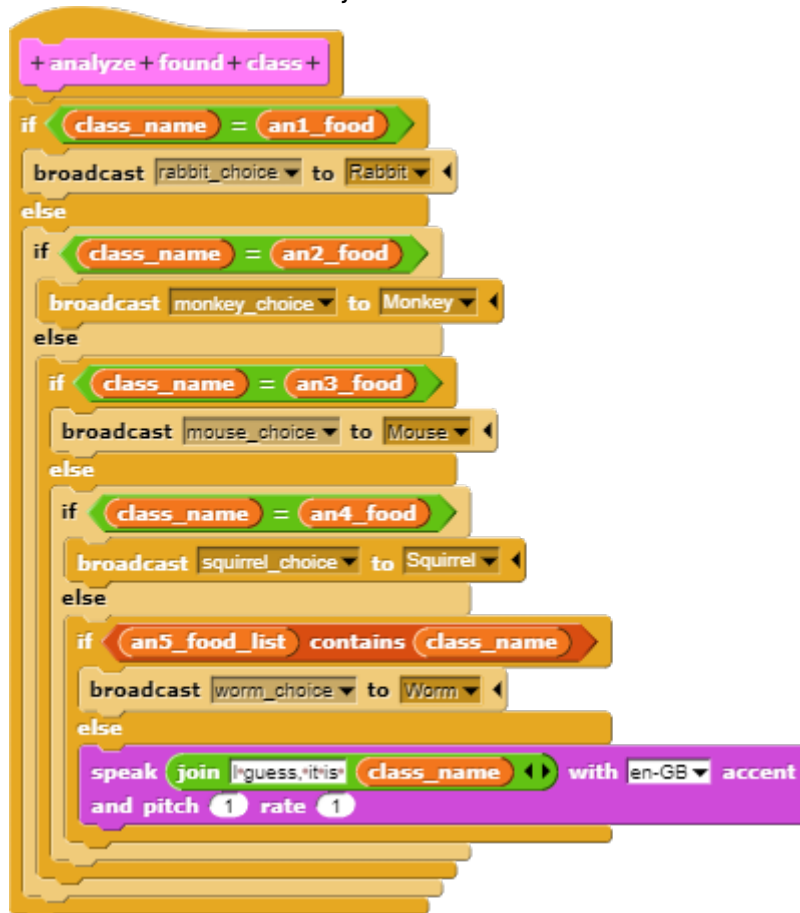 + analyze + found + class +
if class_name = an1_food
broadcast rabbit_choice to Rabbit
else
if class_name = an2_food
broadcast monkey_choice to Monkey
else
if class_name = an3_food
broadcast mouse_choice to Mouse
else
if class_name = an4_food
broadcast squirrel_choice to Squirrel
else
if an5_food_list contains class_name
broadcast worm_choice to Worm
else
speak join I guess, it is class_name with en-GB accent
and pitch 1 rate 1